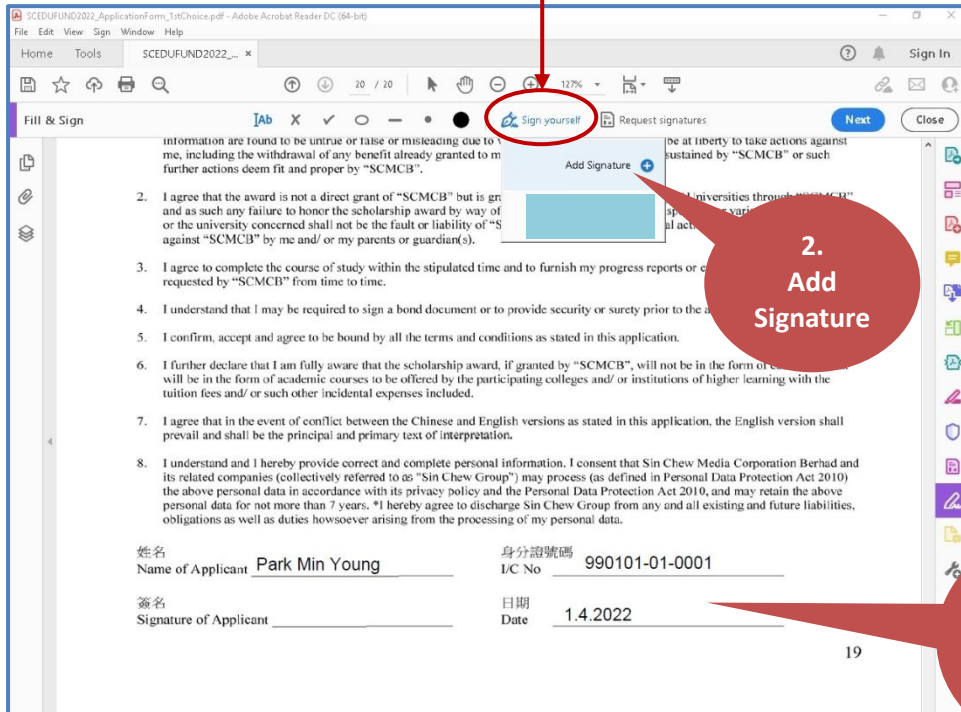 SCEDUFUND2022_ApplicationForm_1stChoice.pdf - Adobe Acrobat Reader DC (64-bit)
File Edit View Sign Window Help
Home Tools SCEDUFUND2022_... × Sign In
20 / 20 127%
Fill & Sign IAb X Sign yourself Request signatures Next Close
information are found to be untrue or false or misleading due to be at liberty to take actions against
me, including the withdrawal of any benefit already granted to m sustained by "SCMCB" or such
further actions deem fit and proper by "SCMCB".
Add Signature
2. I agree that the award is not a direct grant of "SCMCB" but is gr Universities through "SCMCB"
and as such any failure to honor the scholarship award by way of
or the university concerned shall not be the fault or liability of "S
against "SCMCB" by me and/ or my parents or guardian(s).
2.
Add
Signature
3. I agree to complete the course of study within the stipulated time and to furnish my progress reports or
requested by "SCMCB" from time to time.
4. I understand that I may be required to sign a bond document or to provide security or surety prior to the
5. I confirm, accept and agree to be bound by all the terms and conditions as stated in this application.
6. I further declare that I am fully aware that the scholarship award, if granted by "SCMCB", will not be in the form of
will be in the form of academic courses to be offered by the participating colleges and/ or institutions of higher learning with the
tuition fees and/ or such other incidental expenses included.
7. I agree that in the event of conflict between the Chinese and English versions as stated in this application, the English version shall
prevail and shall be the principal and primary text of interpretation.
8. I understand and I hereby provide correct and complete personal information. I consent that Sin Chew Media Corporation Berhad and
its related companies (collectively referred to as "Sin Chew Group") may process (as defined in Personal Data Protection Act 2010)
the above personal data in accordance with its privacy policy and the Personal Data Protection Act 2010, and may retain the above
personal data for not more than 7 years. *I hereby agree to discharge Sin Chew Group from any and all existing and future liabilities,
obligations as well as duties howsoever arising from the processing of my personal data.
姓名 身分證號碼
Name of Applicant Park Min Young I/C No 990101-01-0001
簽名 日期
Signature of Applicant Date 1.4.2022
19